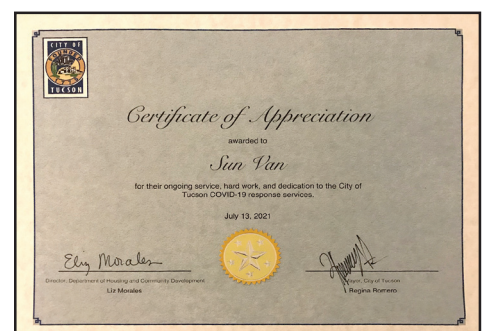 CITY OF
TUCSON
Certificate of Appreciation
awarded to
Sun Van
for their ongoing service, hard work, and dedication to the City of
Tucson COVID-19 response services.
July 13, 2021
Director, Department of Housing and Community Development
Liz Morales
Mayor, City of Tucson
Regina Romero